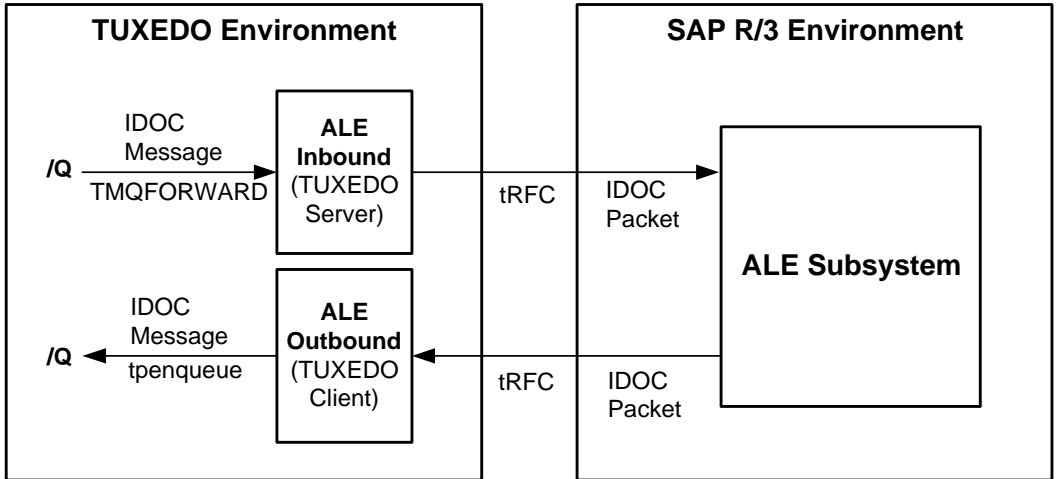 TUXEDO Environment
SAP R/3 Environment
IDOC
Message
/Q
TMQFORWARD
ALE
Inbound
(TUXEDO
Server)
tRFC
IDOC
Packet
ALE Subsystem
IDOC
Message
/Q
tpenqueue
ALE
Outbound
(TUXEDO
Client)
tRFC
IDOC
Packet